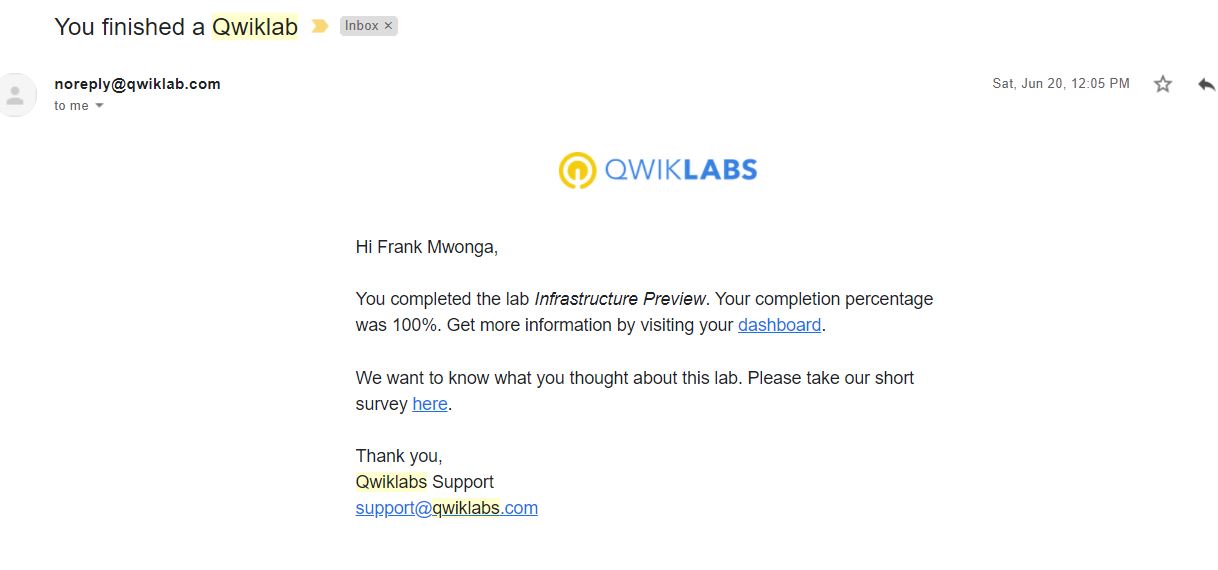 You finished a Qwiklab
Inbox ×
noreply@qwiklab.com
Sat, Jun 20, 12:05 PM
to me
QWIKLABS
Hi Frank Mwonga,
You completed the lab Infrastructure Preview. Your completion percentage
was 100%. Get more information by visiting your dashboard.
We want to know what you thought about this lab. Please take our short
survey here.
Thank you,
Qwiklabs Support
support@qwiklabs.com